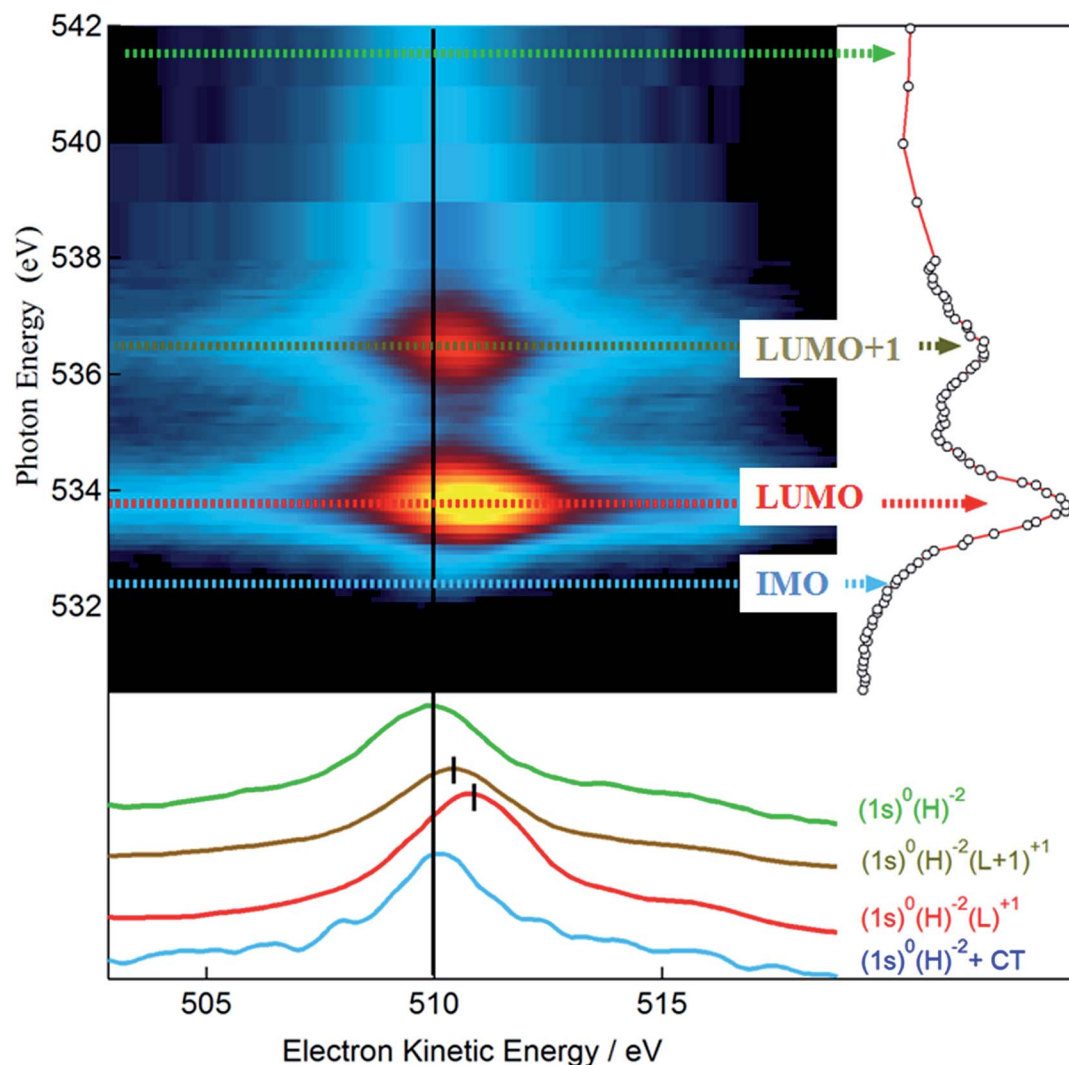 542
540
538
536
534
532
Photon Energy (eV)
LUMO+1
LUMO
IMO
(1s)⁰(H)⁻²
(1s)⁰(H)⁻²(L+1)⁺¹
(1s)⁰(H)⁻²(L)⁺¹
(1s)⁰(H)⁻²+ CT
505
510
515
Electron Kinetic Energy / eV